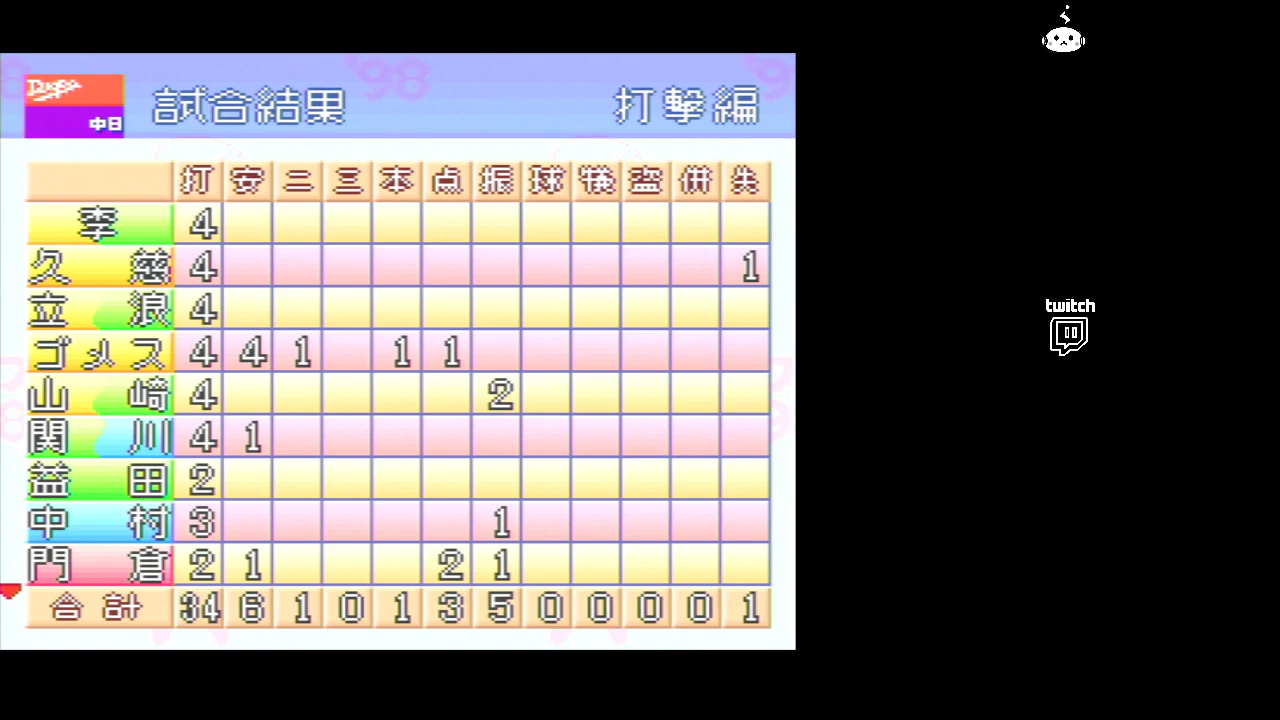 Dragons
中日
試合結果 打撃編
打 安 二 三 本 点 振 球 犠 盗 併 失
李 4
久慈 4 1
立浪 4
ゴメス 4 4 1 1 1
山崎 4 2
関川 4 1
益田 2
中村 3 1
門倉 2 1 2 1
合計 34 6 1 0 1 3 5 0 0 0 0 1
'98
twitch